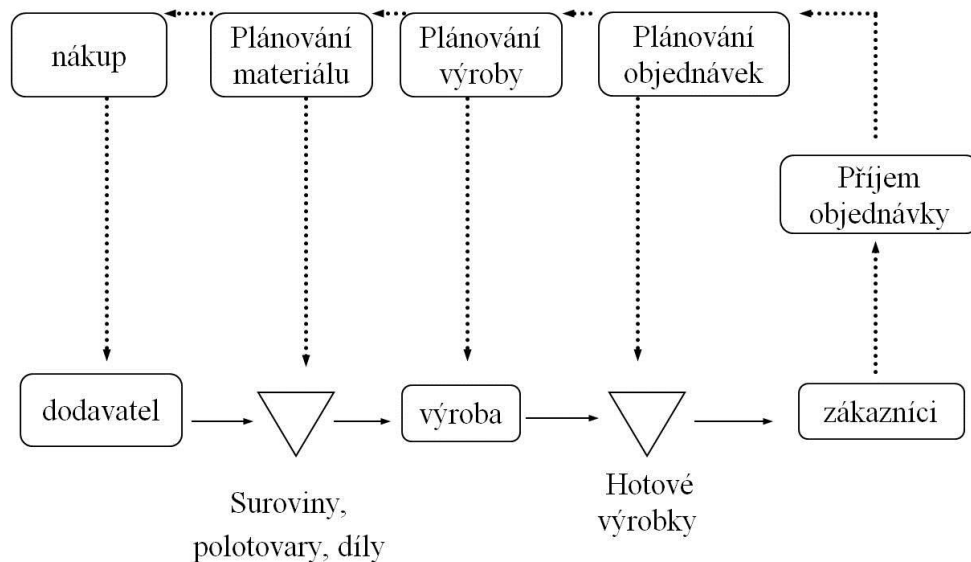 nákup
Plánování
materiálu
Plánování
výroby
Plánování
objednávek
Příjem
objednávky
dodavatel
výroba
zákazníci
Suroviny,
polotovary, díly
Hotové
výrobky